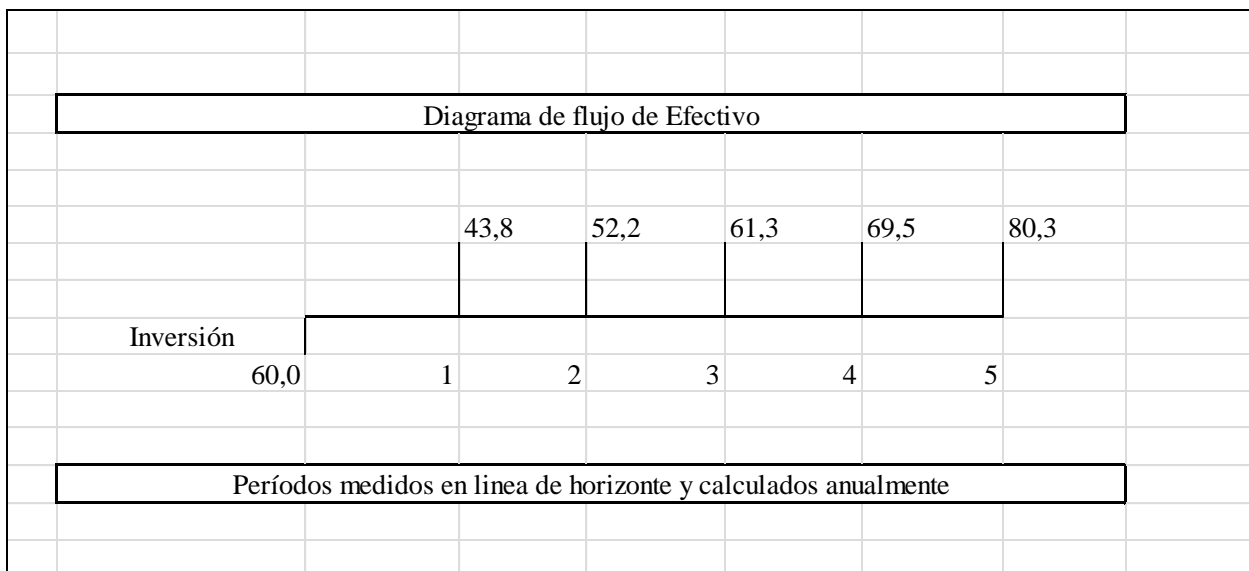 Diagrama de flujo de Efectivo
43,8 52,2 61,3 69,5 80,3
Inversión
60,0 1 2 3 4 5
Períodos medidos en linea de horizonte y calculados anualmente